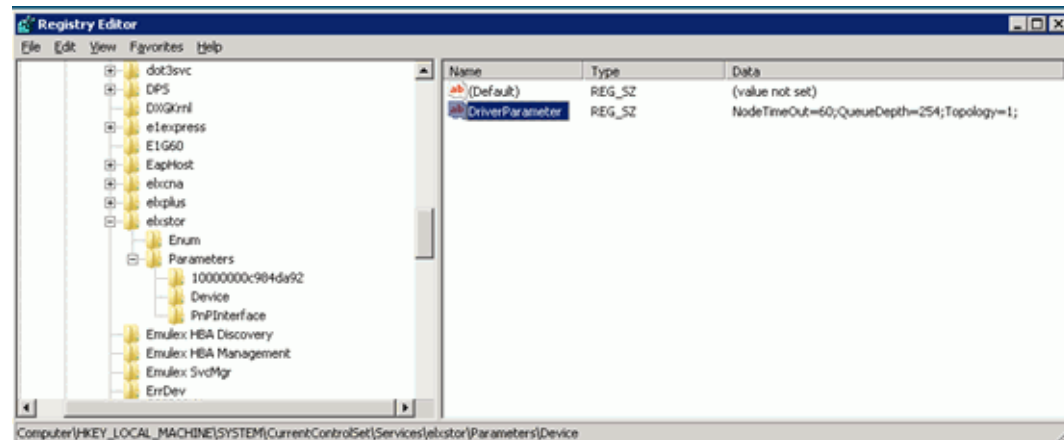 Registry Editor
File Edit View Favorites Help
dot3svc
DPS
DXGKrnl
e1express
E1G60
EapHost
elxcna
elxplus
elxstor
Enum
Parameters
10000000c984da92
Device
PnPInterface
Emulex HBA Discovery
Emulex HBA Management
Emulex SvcMgr
ErrDev
Name Type Data
ab (Default) REG_SZ (value not set)
ab DriverParameter REG_SZ NodeTimeOut=60;QueueDepth=254;Topology=1;
Computer\HKEY_LOCAL_MACHINE\SYSTEM\CurrentControlSet\Services\elxstor\Parameters\Device